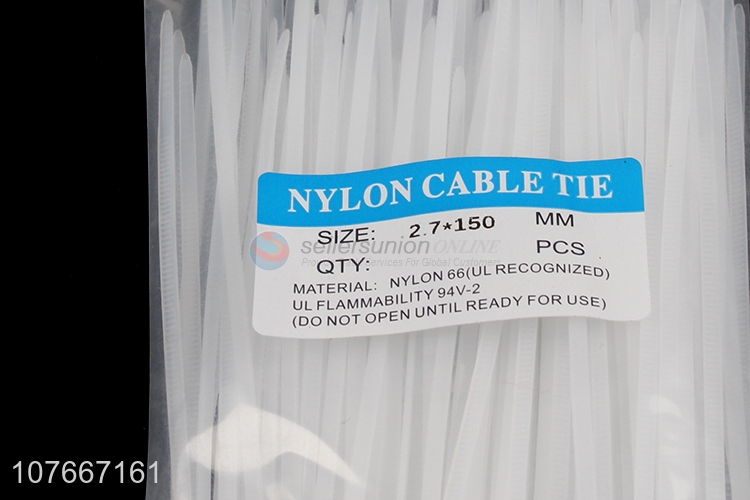 NYLON CABLE TIE
SIZE: 2.7*150 MM
sellersunion ONLINE
QTY: PCS
MATERIAL: NYLON 66(UL RECOGNIZED)
UL FLAMMABILITY 94V-2
(DO NOT OPEN UNTIL READY FOR USE)
107667161